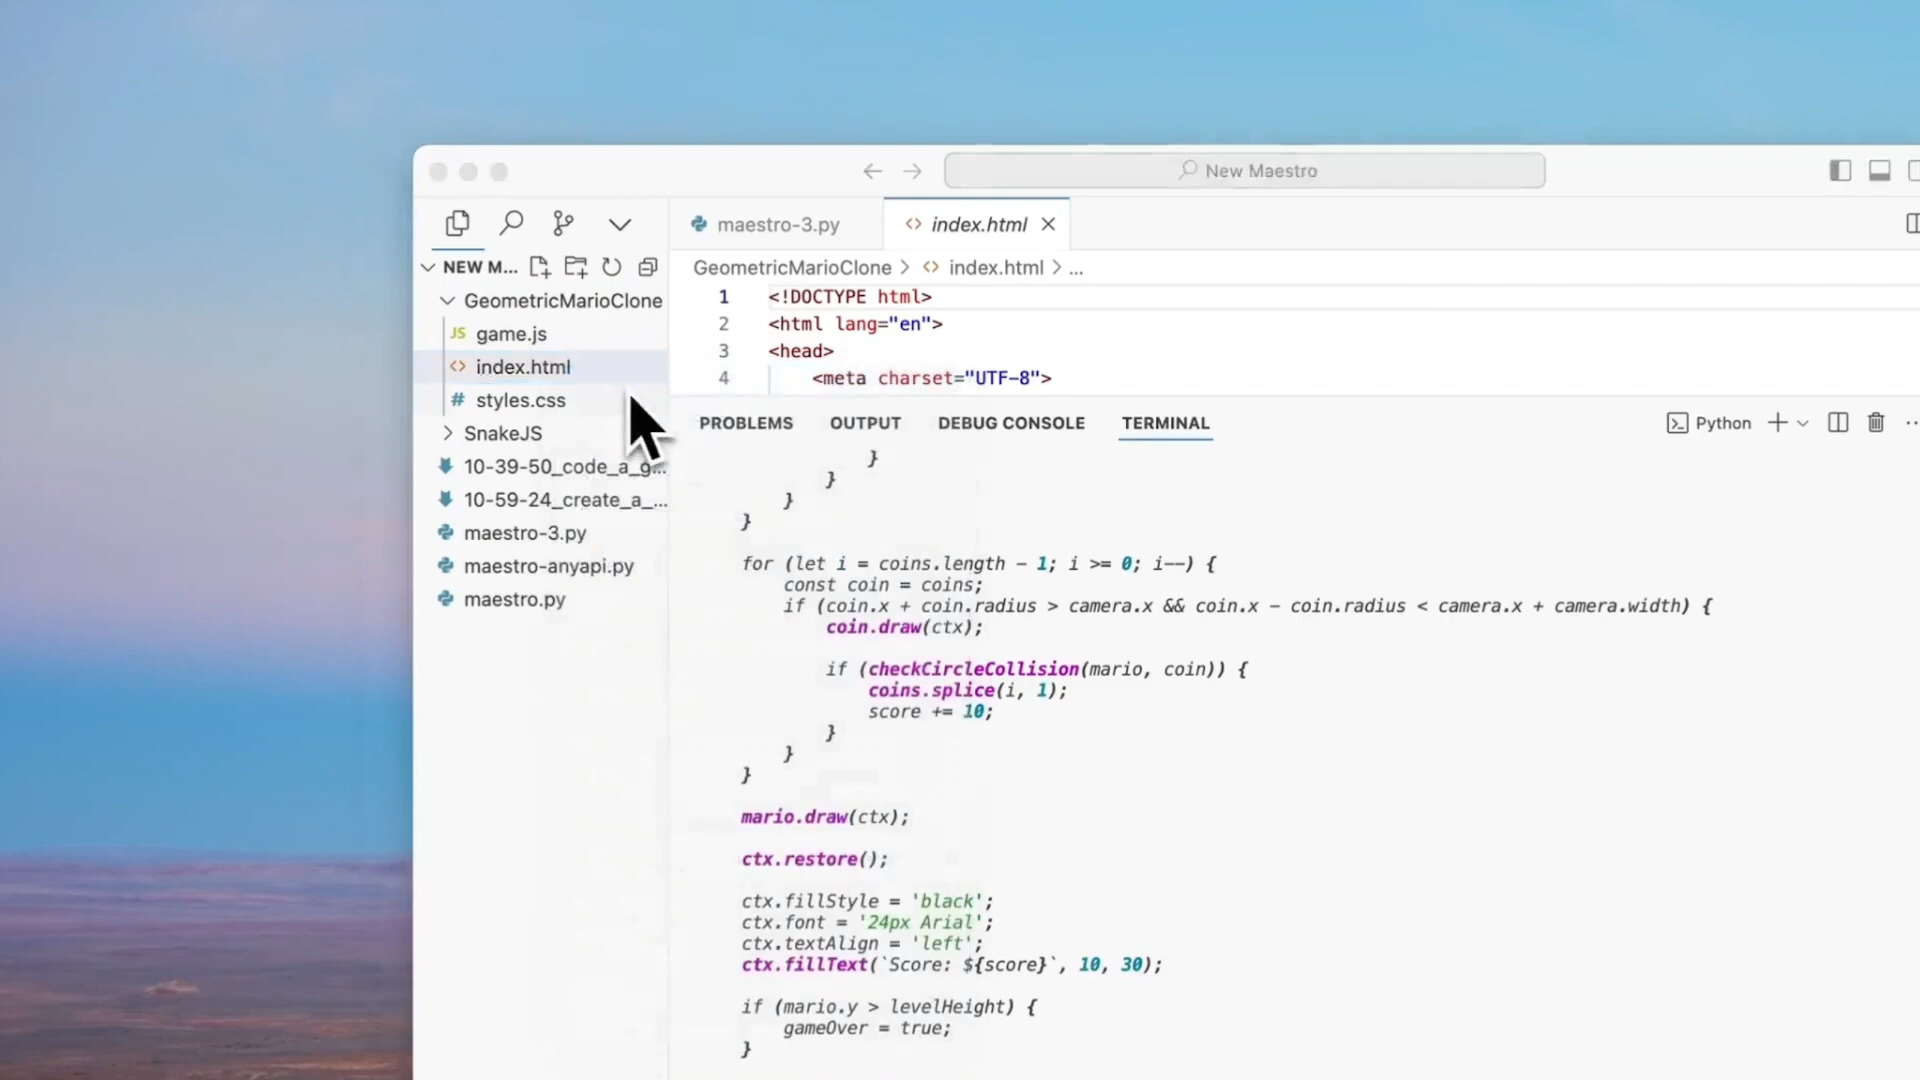 New Maestro
maestro-3.py
index.html
NEW M...
GeometricMarioClone > index.html > ...
GeometricMarioClone
JS game.js
index.html
# styles.css
SnakeJS
10-39-50_code_a_g...
10-59-24_create_a_...
maestro-3.py
maestro-anyapi.py
maestro.py
1 <!DOCTYPE html>
2 <html lang="en">
3 <head>
4 <meta charset="UTF-8">
PROBLEMS OUTPUT DEBUG CONSOLE TERMINAL Python
}
}
}
}
for (let i = coins.length - 1; i >= 0; i--) {
const coin = coins;
if (coin.x + coin.radius > camera.x && coin.x - coin.radius < camera.x + camera.width) {
coin.draw(ctx);
if (checkCircleCollision(mario, coin)) {
coins.splice(i, 1);
score += 10;
}
}
}
mario.draw(ctx);
ctx.restore();
ctx.fillStyle = 'black';
ctx.font = '24px Arial';
ctx.textAlign = 'left';
ctx.fillText(`Score: ${score}`, 10, 30);
if (mario.y > levelHeight) {
gameOver = true;
}